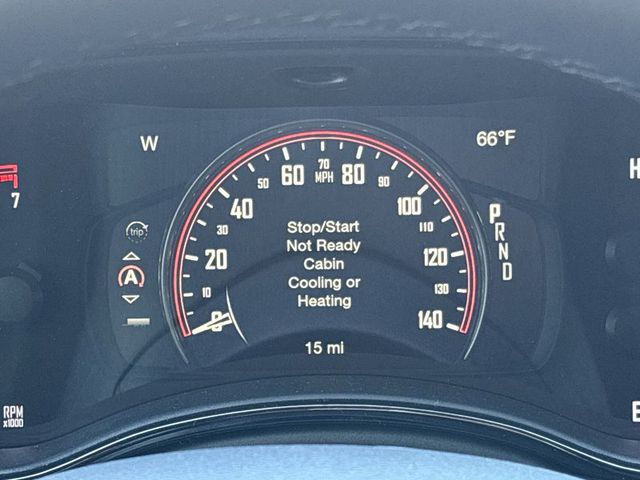 W
66°F
70
MPH
60
80
50
90
7
40
100
P
R
N
D
30
110
trip
20
120
A
Stop/Start
Not Ready
Cabin
Cooling or
Heating
10
130
0
140
15 mi
RPM
x1000
H
E